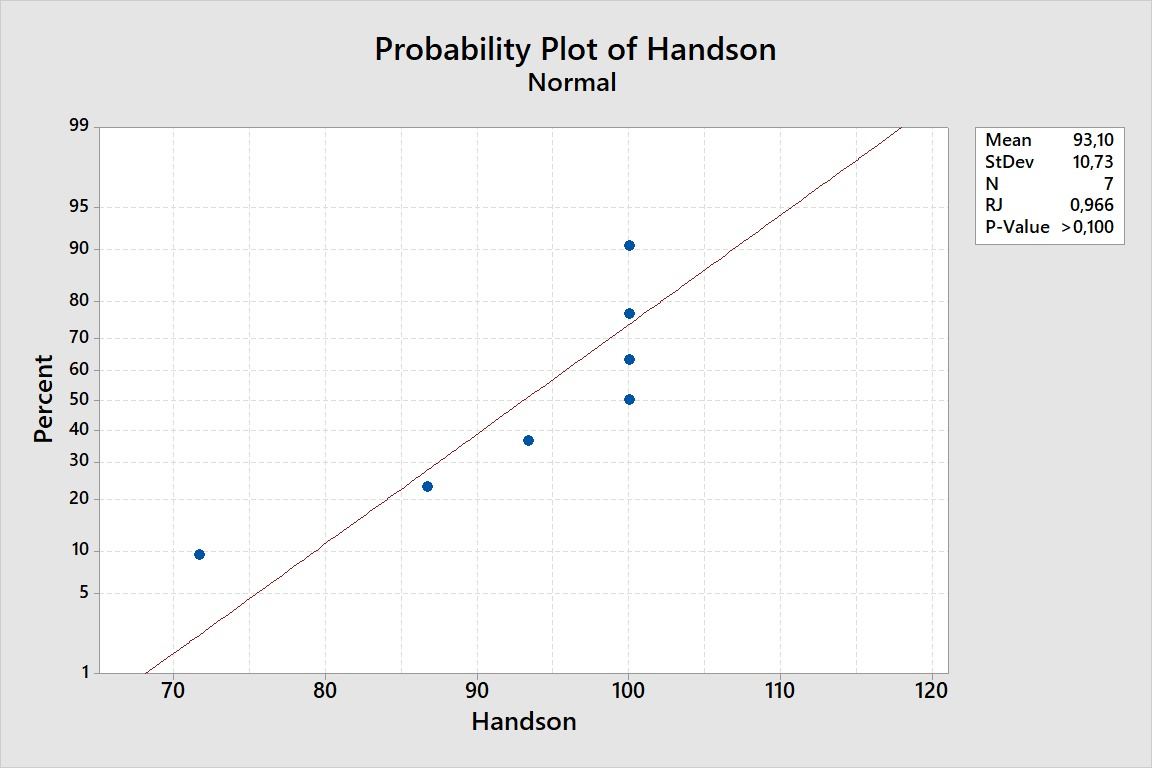 Probability Plot of Handson
Normal
99
95
90
80
70
60
50
40
30
20
10
5
1
Percent
70 80 90 100 110 120
Handson
Mean 93,10
StDev 10,73
N 7
RJ 0,966
P-Value >0,100